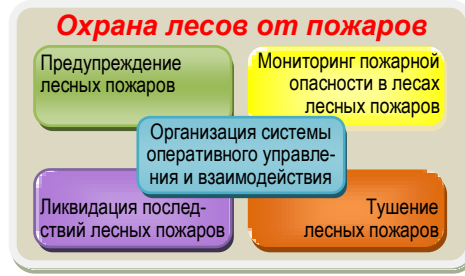 Охрана лесов от пожаров
Предупреждение
лесных пожаров
Мониторинг пожарной
опасности в лесах
лесных пожаров
Организация системы
оперативного управле-
ния и взаимодействия
Ликвидация послед-
ствий лесных пожаров
Тушение
лесных пожаров